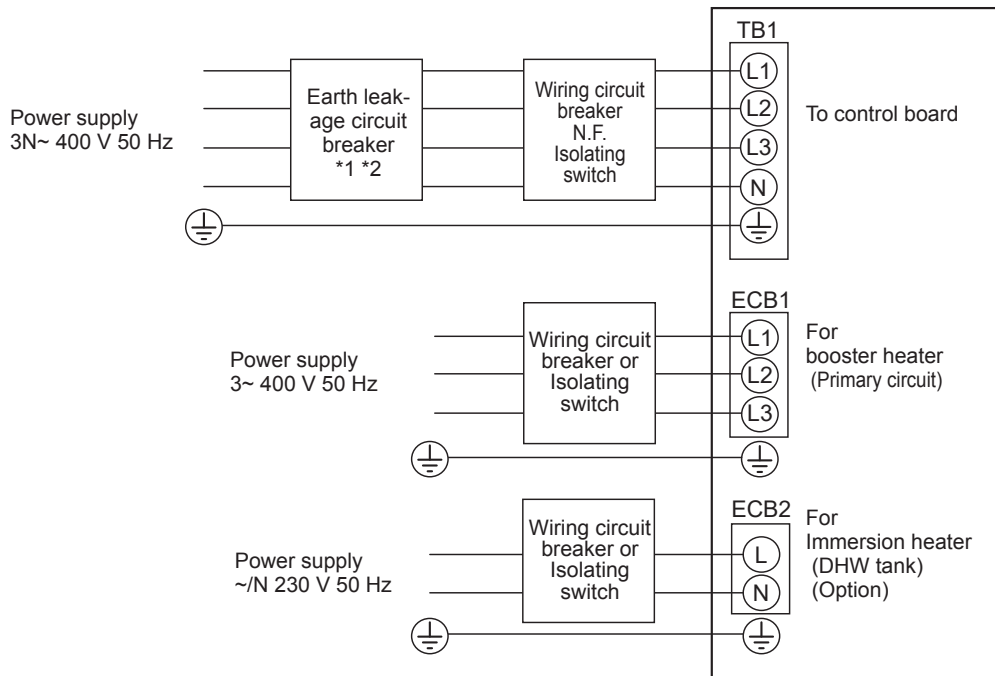 Power supply
3N~ 400 V 50 Hz
Earth leak-
age circuit
breaker
*1 *2
Wiring circuit
breaker
N.F.
Isolating
switch
TB1
L1
L2
L3
N
To control board
Power supply
3~ 400 V 50 Hz
Wiring circuit
breaker or
Isolating
switch
ECB1
L1
L2
L3
For
booster heater
(Primary circuit)
Power supply
~/N 230 V 50 Hz
Wiring circuit
breaker or
Isolating
switch
ECB2
L
N
For
Immersion heater
(DHW tank)
(Option)